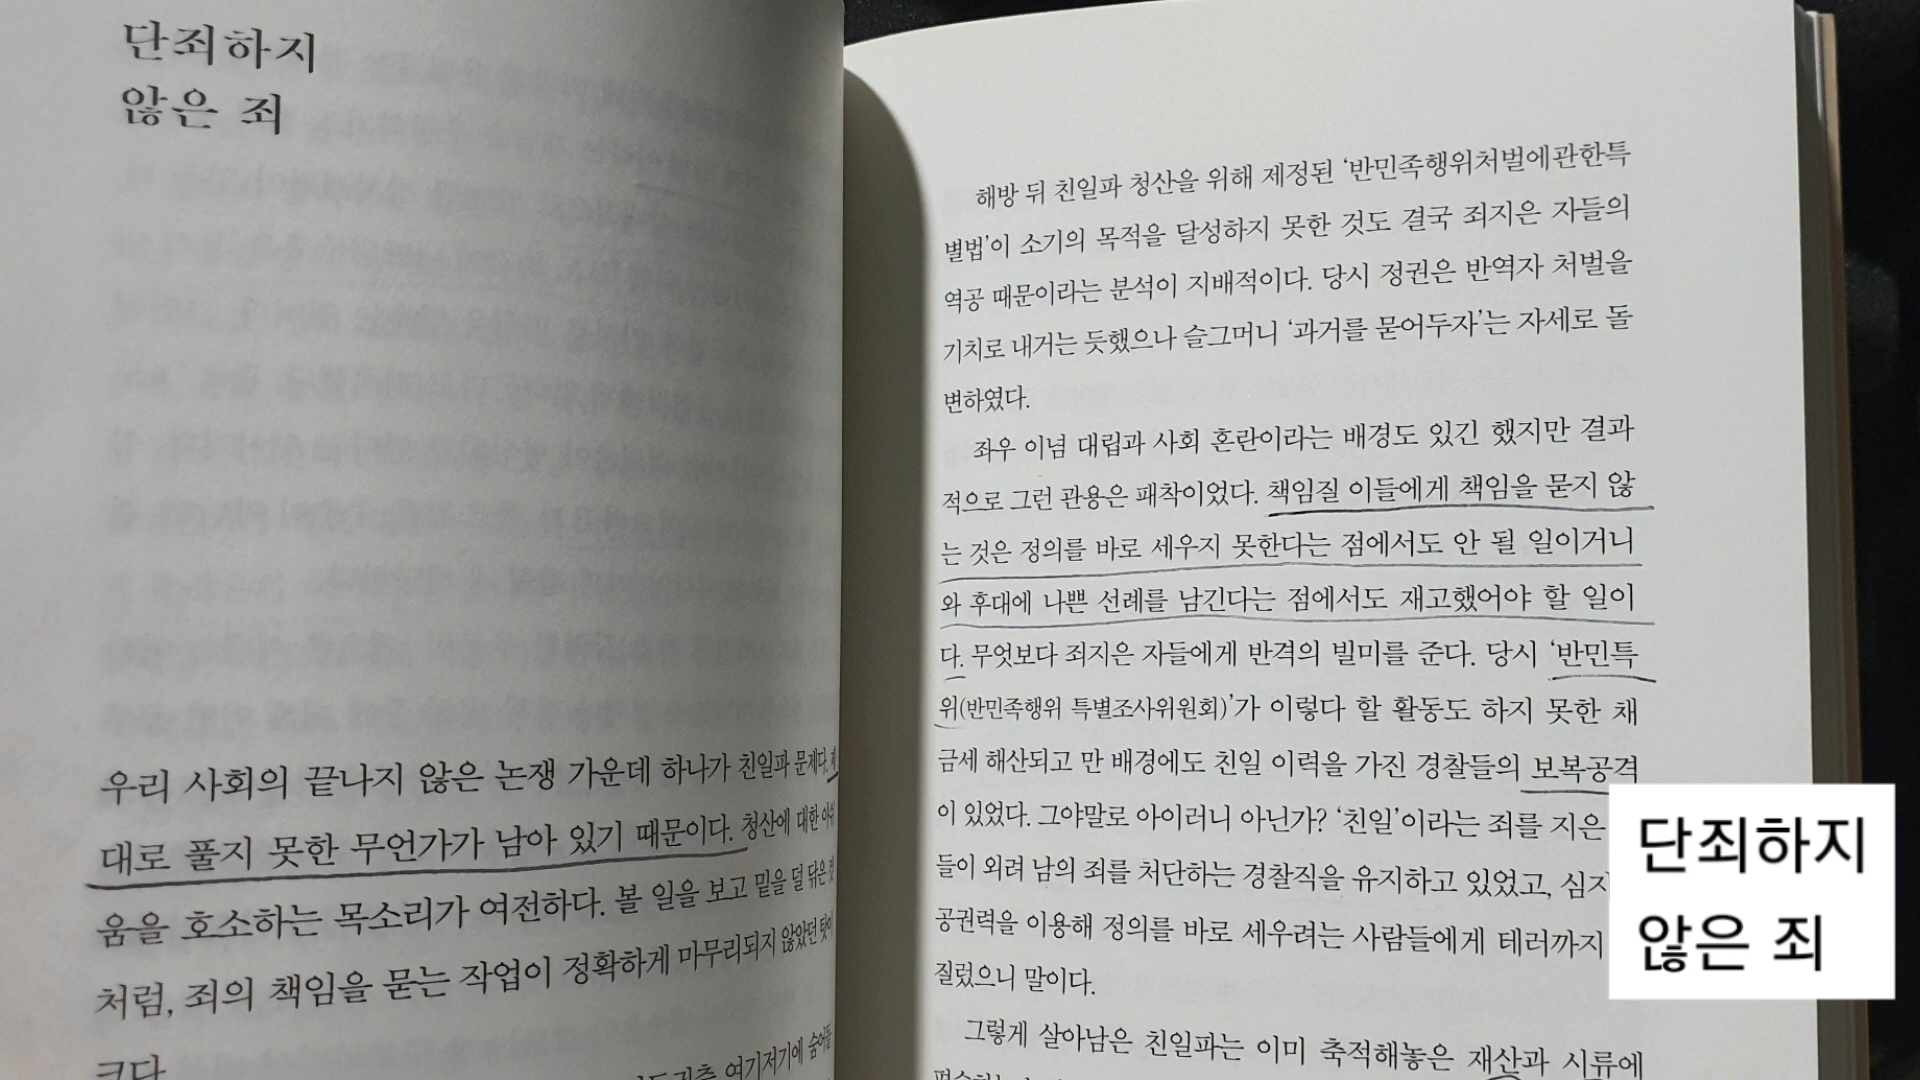 단죄하지
않은 죄
우리 사회의 끝나지 않은 논쟁 가운데 하나가 친일파 문제다.
대로 풀지 못한 무언가가 남아 있기 때문이다. 청산에 대한
움을 호소하는 목소리가 여전하다. 볼 일을 보고 밑을 덜 닦은
처럼, 죄의 책임을 묻는 작업이 정확하게 마무리되지 않았던 탓이
크다.
여기저기에
해방 뒤 친일파 청산을 위해 제정된 ‘반민족행위처벌에관한특
별법’이 소기의 목적을 달성하지 못한 것도 결국 죄지은 자들의
역공 때문이라는 분석이 지배적이다. 당시 정권은 반역자 처벌을
기치로 내거는 듯했으나 슬그머니 ‘과거를 묻어두자’는 자세로 돌
변하였다.
좌우 이념 대립과 사회 혼란이라는 배경도 있긴 했지만 결과
적으로 그런 관용은 패착이었다. 책임질 이들에게 책임을 묻지 않
는 것은 정의를 바로 세우지 못한다는 점에서도 안 될 일이거니
와 후대에 나쁜 선례를 남긴다는 점에서도 재고했어야 할 일이
다. 무엇보다 죄지은 자들에게 반격의 빌미를 준다. 당시 ‘반민특
위(반민족행위 특별조사위원회)’가 이렇다 할 활동도 하지 못한 채
금세 해산되고 만 배경에도 친일 이력을 가진 경찰들의 보복공격
이 있었다. 그야말로 아이러니 아닌가? ‘친일’이라는 죄를 지은
들이 외려 남의 죄를 처단하는 경찰직을 유지하고 있었고,
공권력을 이용해 정의를 바로 세우려는 사람들에게 테러까지
질렀으니 말이다.
그렇게 살아남은 친일파는 이미 축적해놓은 재산과 시류에
단죄하지
않은 죄